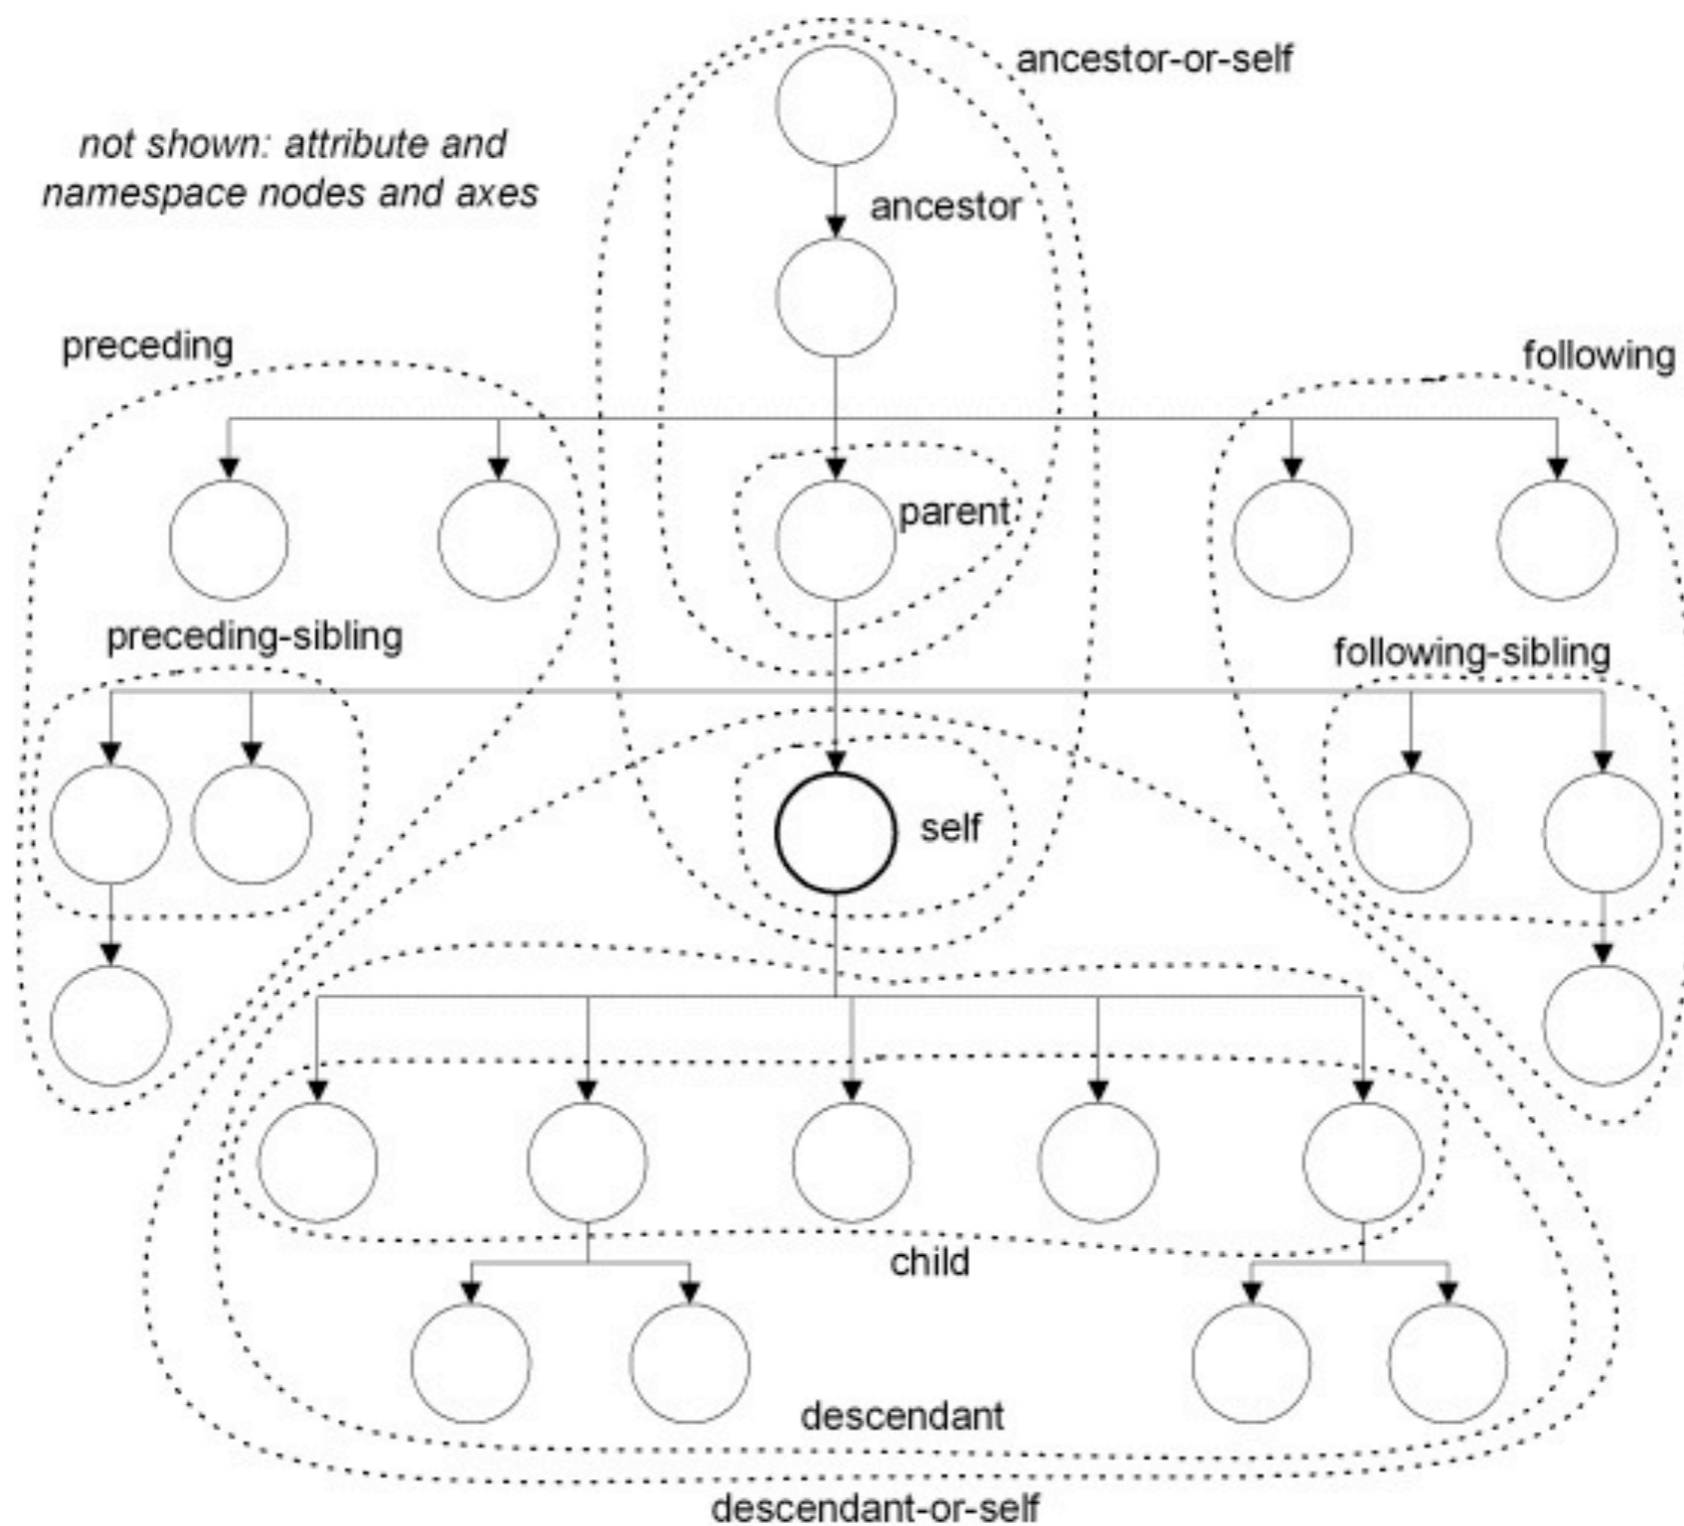 ancestor-or-self
not shown: attribute and
namespace nodes and axes
ancestor
preceding
following
parent
preceding-sibling
following-sibling
self
child
descendant
descendant-or-self